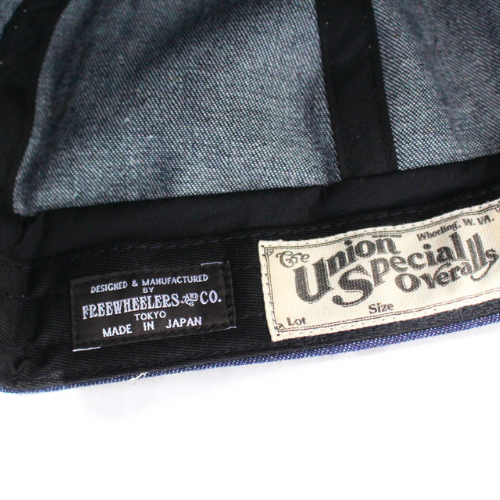 DESIGNED & MANUFACTURED
BY
FREEWHEELERS AND CO.
TOKYO
MADE IN JAPAN
The Union Special Overalls
Wheeling, W. VA.
Lot
Size